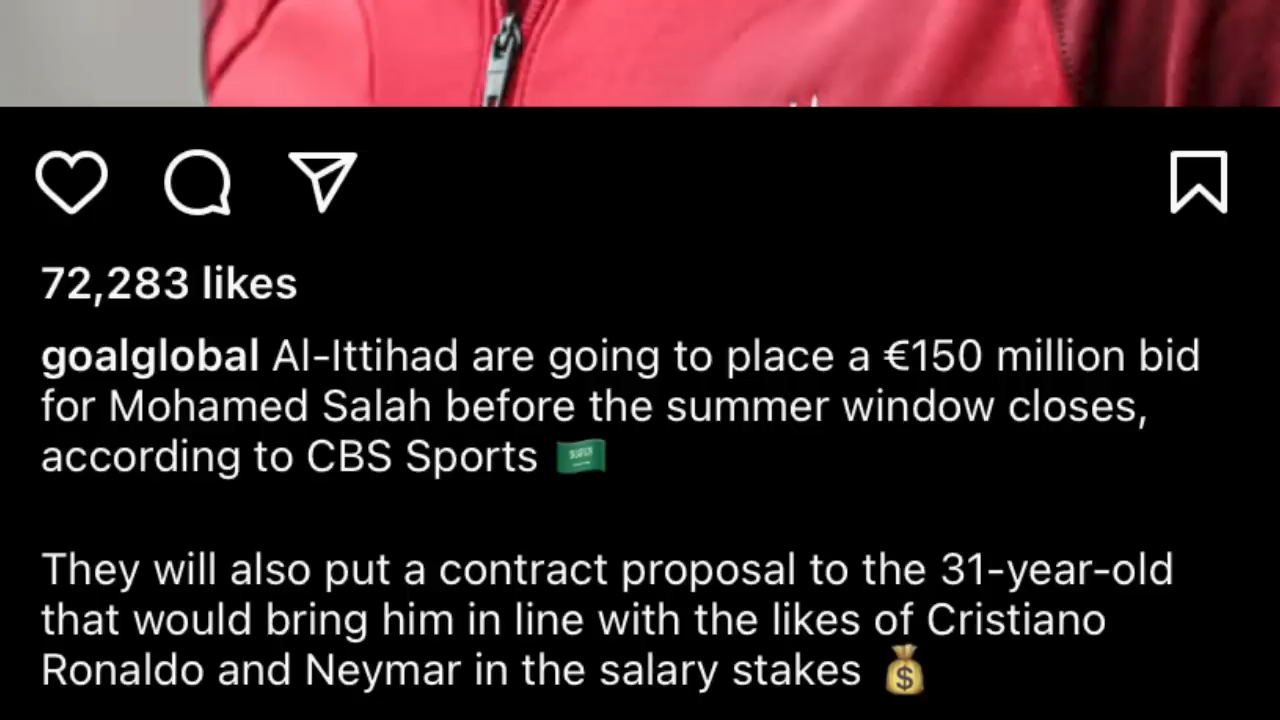 72,283 likes
goalglobal Al-Ittihad are going to place a €150 million bid
for Mohamed Salah before the summer window closes,
according to CBS Sports 🇸🇦
They will also put a contract proposal to the 31-year-old
that would bring him in line with the likes of Cristiano
Ronaldo and Neymar in the salary stakes 💰